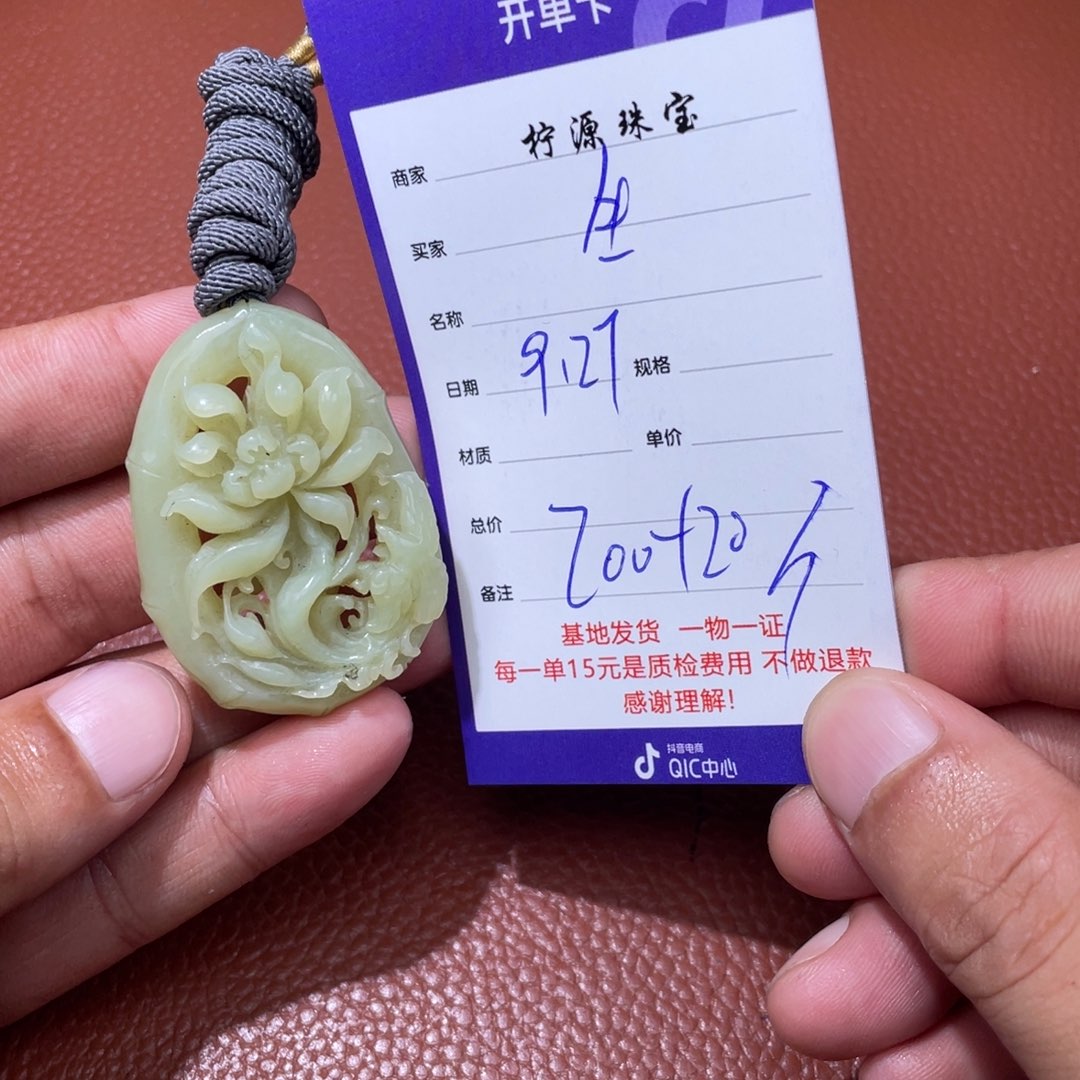 开单卡
商家 柠源珠宝
买家
名称
日期 9.27 规格
材质 单价
总价 700+20
备注
基地发货 一物一证
每一单15元是质检费用 不做退款
感谢理解!
抖音电商
QIC中心